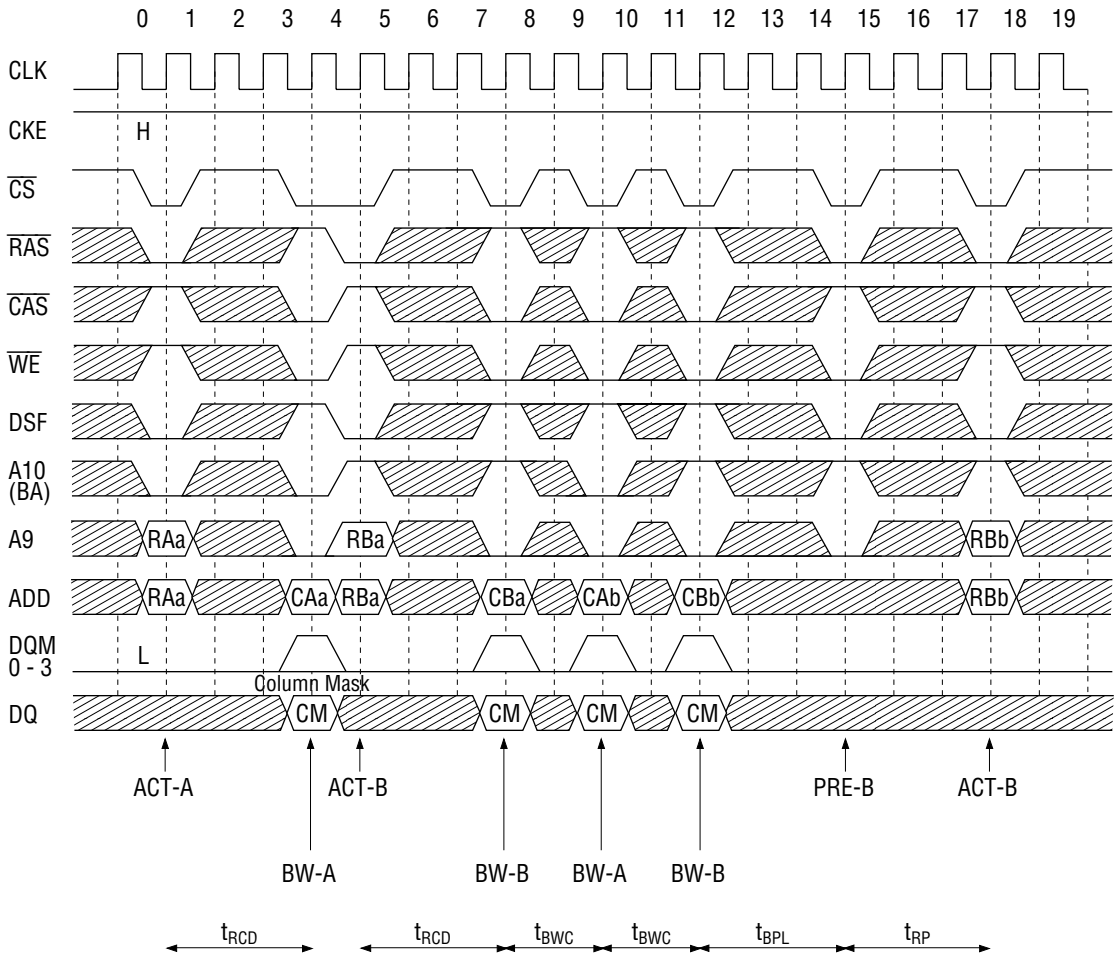 0 1 2 3 4 5 6 7 8 9 10 11 12 13 14 15 16 17 18 19
CLK
CKE H
CS
RAS
CAS
WE
DSF
A10
(BA)
A9 RAa RBa RBb
ADD RAa CAa RBa CBa CAb CBb RBb
DQM
0 - 3 L
Column Mask
DQ CM CM CM CM
ACT-A ACT-B PRE-B ACT-B
BW-A BW-B BW-A BW-B
tRCD tRCD tBWC tBWC tBPL tRP